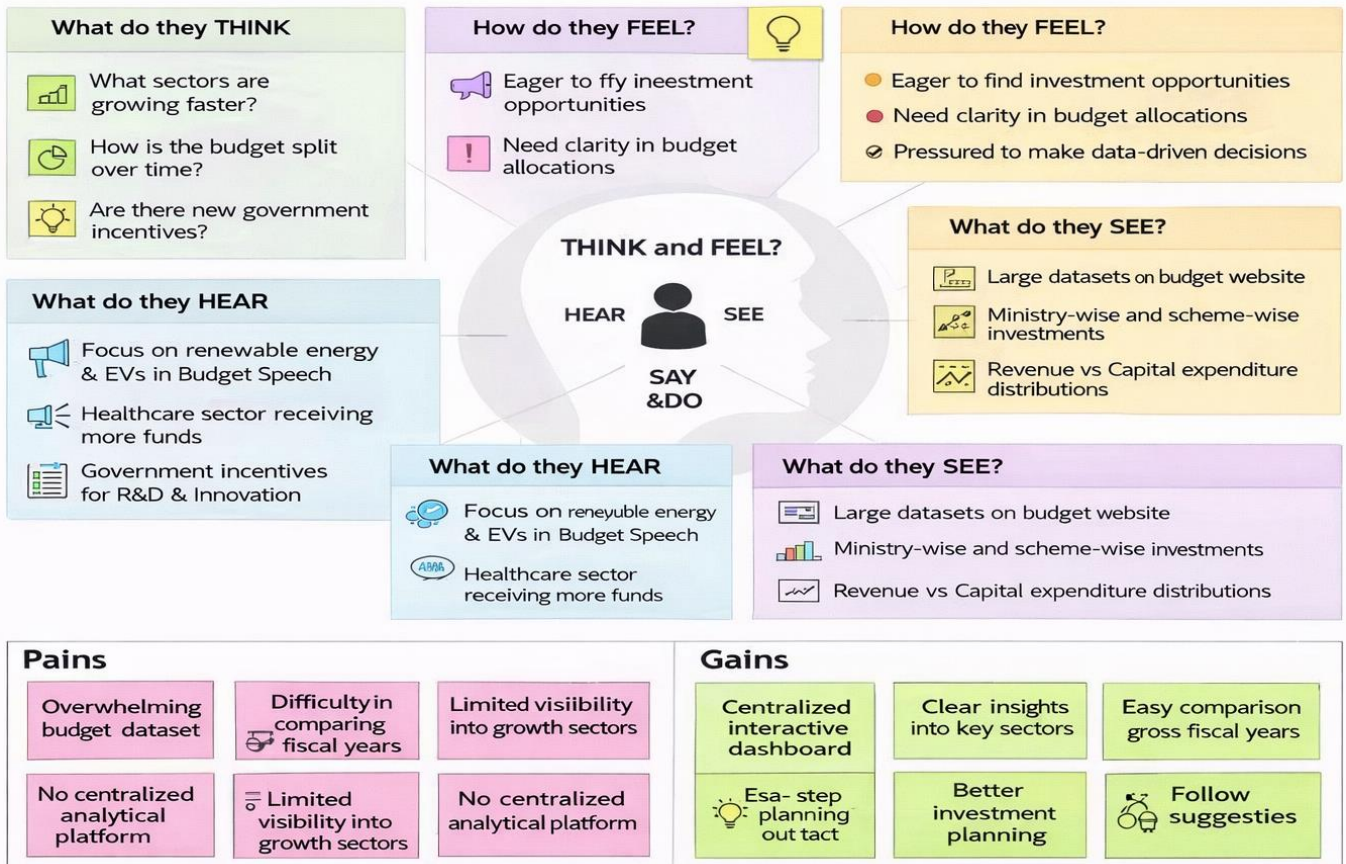 What do they THINK
What sectors are
growing faster?
How is the budget split
over time?
Are there new government
incentives?
How do they FEEL?
Eager to ffy ineestment
opportunities
!
Need clarity in budget
allocations
How do they FEEL?
Eager to find investment opportunities
Need clarity in budget allocations
Pressured to make data-driven decisions
What do they HEAR
Focus on renewable energy
& EVs in Budget Speech
Healthcare sector receiving
more funds
Government incentives
for R&D & Innovation
THINK and FEEL?
HEAR
SEE
SAY
&DO
What do they SEE?
Large datasets on budget website
Ministry-wise and scheme-wise
investments
Revenue vs Capital expenditure
distributions
What do they HEAR
Focus on reneyuble energy
& EVs in Budget Speech
Healthcare sector
receiving more funds
What do they SEE?
Large datasets on budget website
Ministry-wise and scheme-wise investments
Revenue vs Capital expenditure distributions
Pains
Overwhelming
budget dataset
Difficulty in
comparing
fiscal years
Limited visiibility
into growth sectors
No centralized
analytical
platform
Limited
visibility into
growth sectors
No centralized
analytical platform
Gains
Centralized
interactive
dashboard
Clear insights
into key sectors
Easy comparison
gross fiscal years
Esa- step
planning
out tact
Better
investment
planning
Follow
suggesties